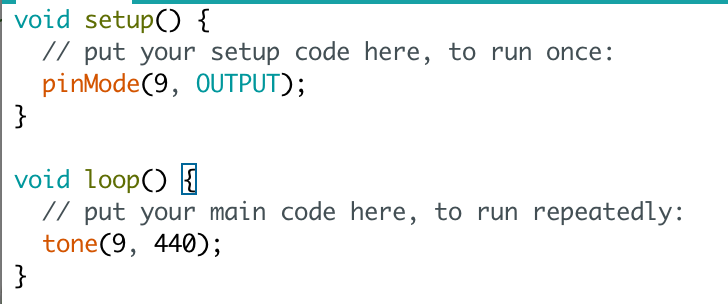 void setup() {
  // put your setup code here, to run once:
  pinMode(9, OUTPUT);
}

void loop() {
  // put your main code here, to run repeatedly:
  tone(9, 440);
}